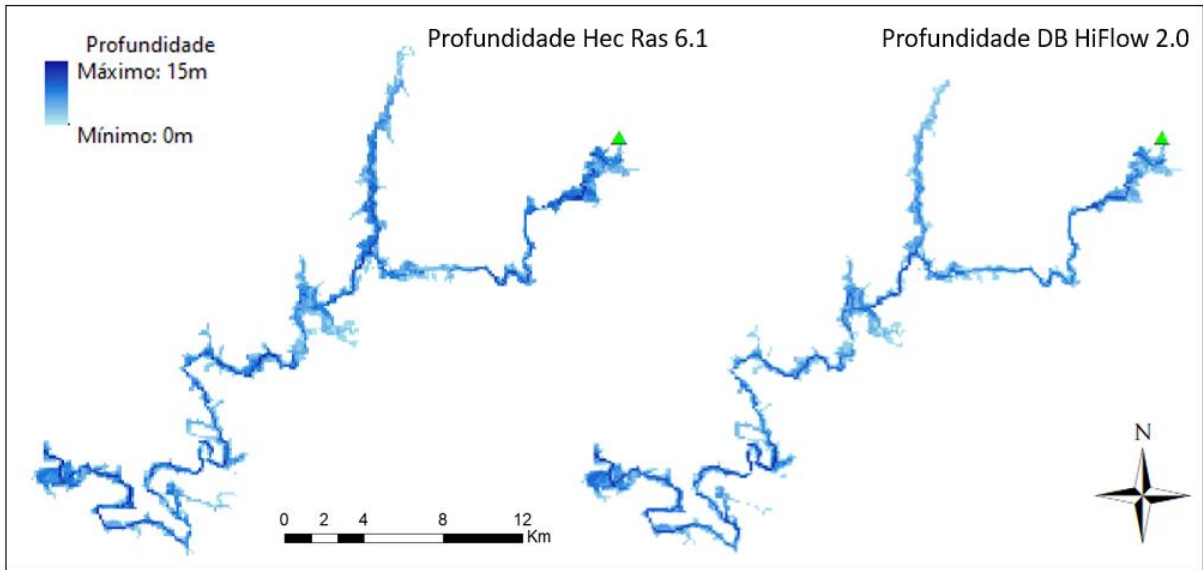 Profundidade Hec Ras 6.1
Profundidade DB HiFlow 2.0
Profundidade
Máximo: 15m
Mínimo: 0m
N
0 2 4 8 12
Km